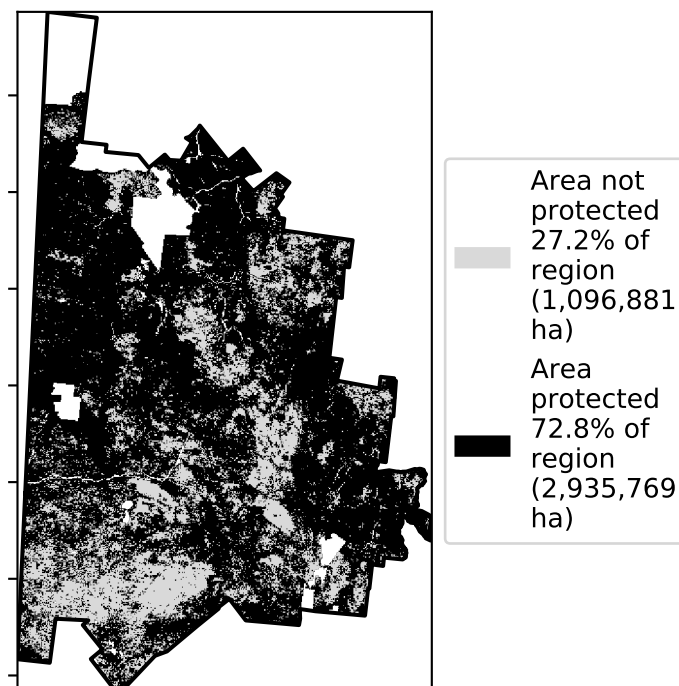 Area not
protected
27.2% of
region
(1,096,881
ha)
Area
protected
72.8% of
region
(2,935,769
ha)